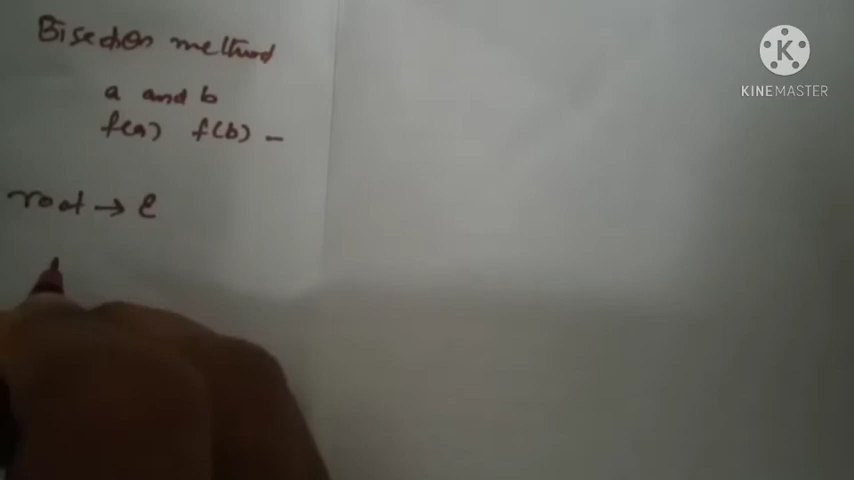 Bisection method
a and b
f(a) f(b) -
root → e
KINEMASTER